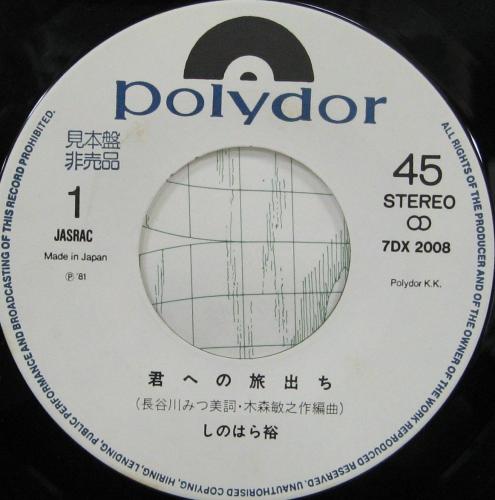 polydor
見本盤
非売品
1
JASRAC
Made in Japan
Ⓟ '81
45
STEREO
7DX 2008
Polydor K.K.
君への旅出ち
(長谷川みつ美詞・木森敏之作編曲)
しのはら裕
ALL RIGHTS OF THE PRODUCER AND OF THE OWNER OF THE WORK REPRODUCED RESERVED. UNAUTHORISED COPYING, HIRING, LENDING, PUBLIC PERFORMANCE AND BROADCASTING OF THIS RECORD PROHIBITED.